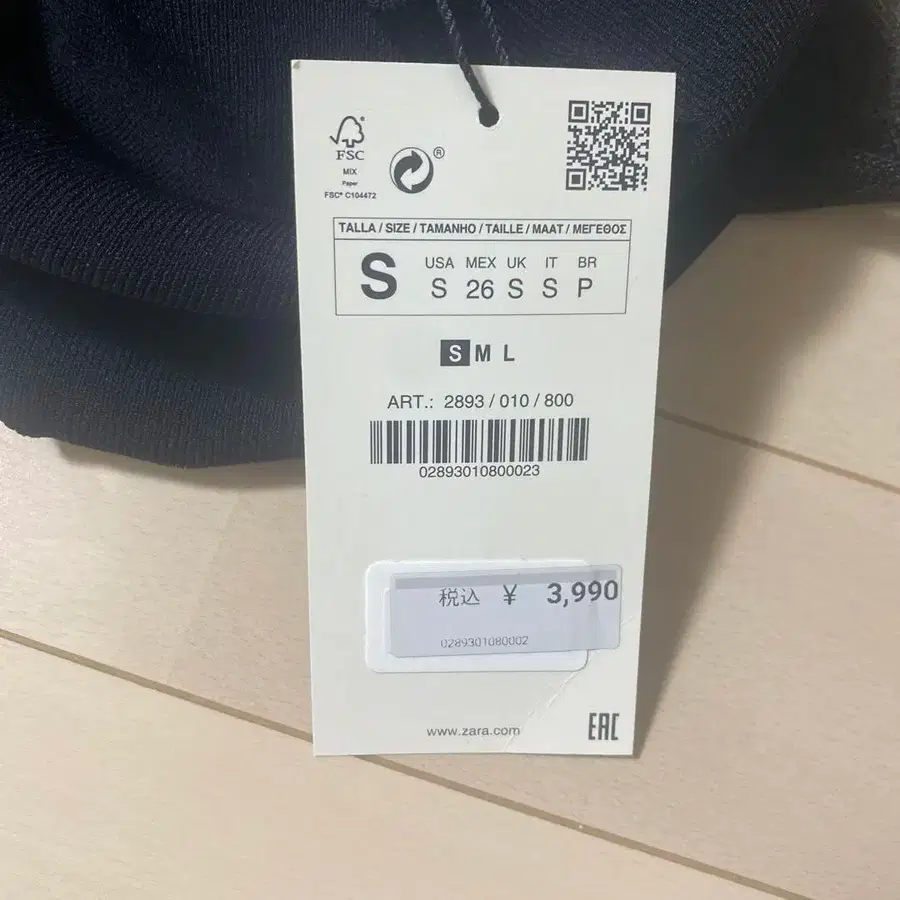 FSC
MIX
Paper
FSC® C104472
®
TALLA / SIZE / TAMANHO / TAILLE / MAAT / ΜΕΓΕΘΟΣ
S
USA MEX UK IT BR
S 26 S S P
S M L
ART.: 2893 / 010 / 800
02893010800023
税込 ¥ 3,990
0289301080002
www.zara.com
EAC